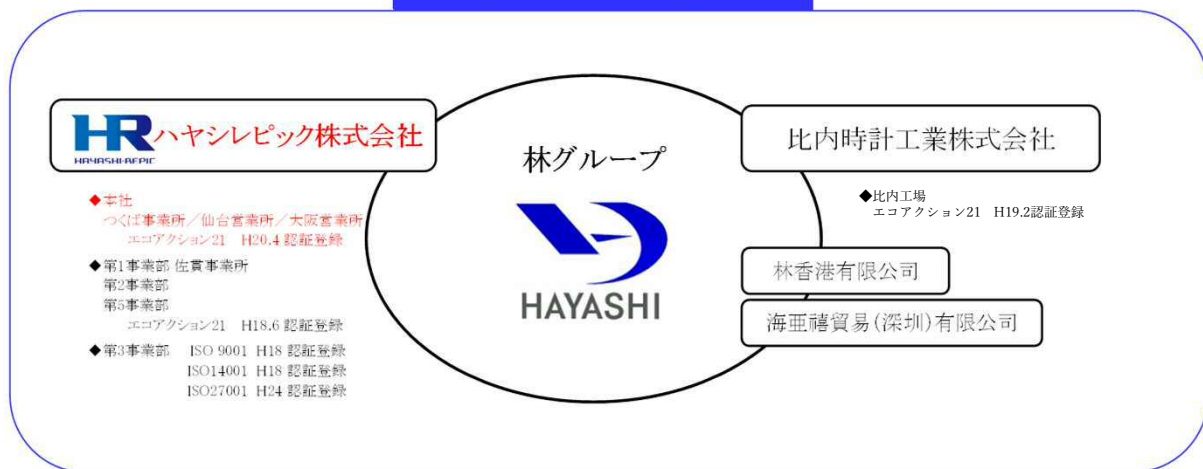 HR ハヤシレピック株式会社
HAYASHI-REPIC
◆本社
つくば事業所／仙台営業所／大阪営業所
エコアクション21 H20.4 認証登録
◆第1事業部 佐貫事業所
第2事業部
第5事業部
エコアクション21 H18.6 認証登録
◆第3事業部 ISO 9001 H18 認証登録
ISO14001 H18 認証登録
ISO27001 H24 認証登録
林グループ
HAYASHI
比内時計工業株式会社
◆比内工場
エコアクション21 H19.2認証登録
林香港有限公司
海亜禧貿易(深圳)有限公司